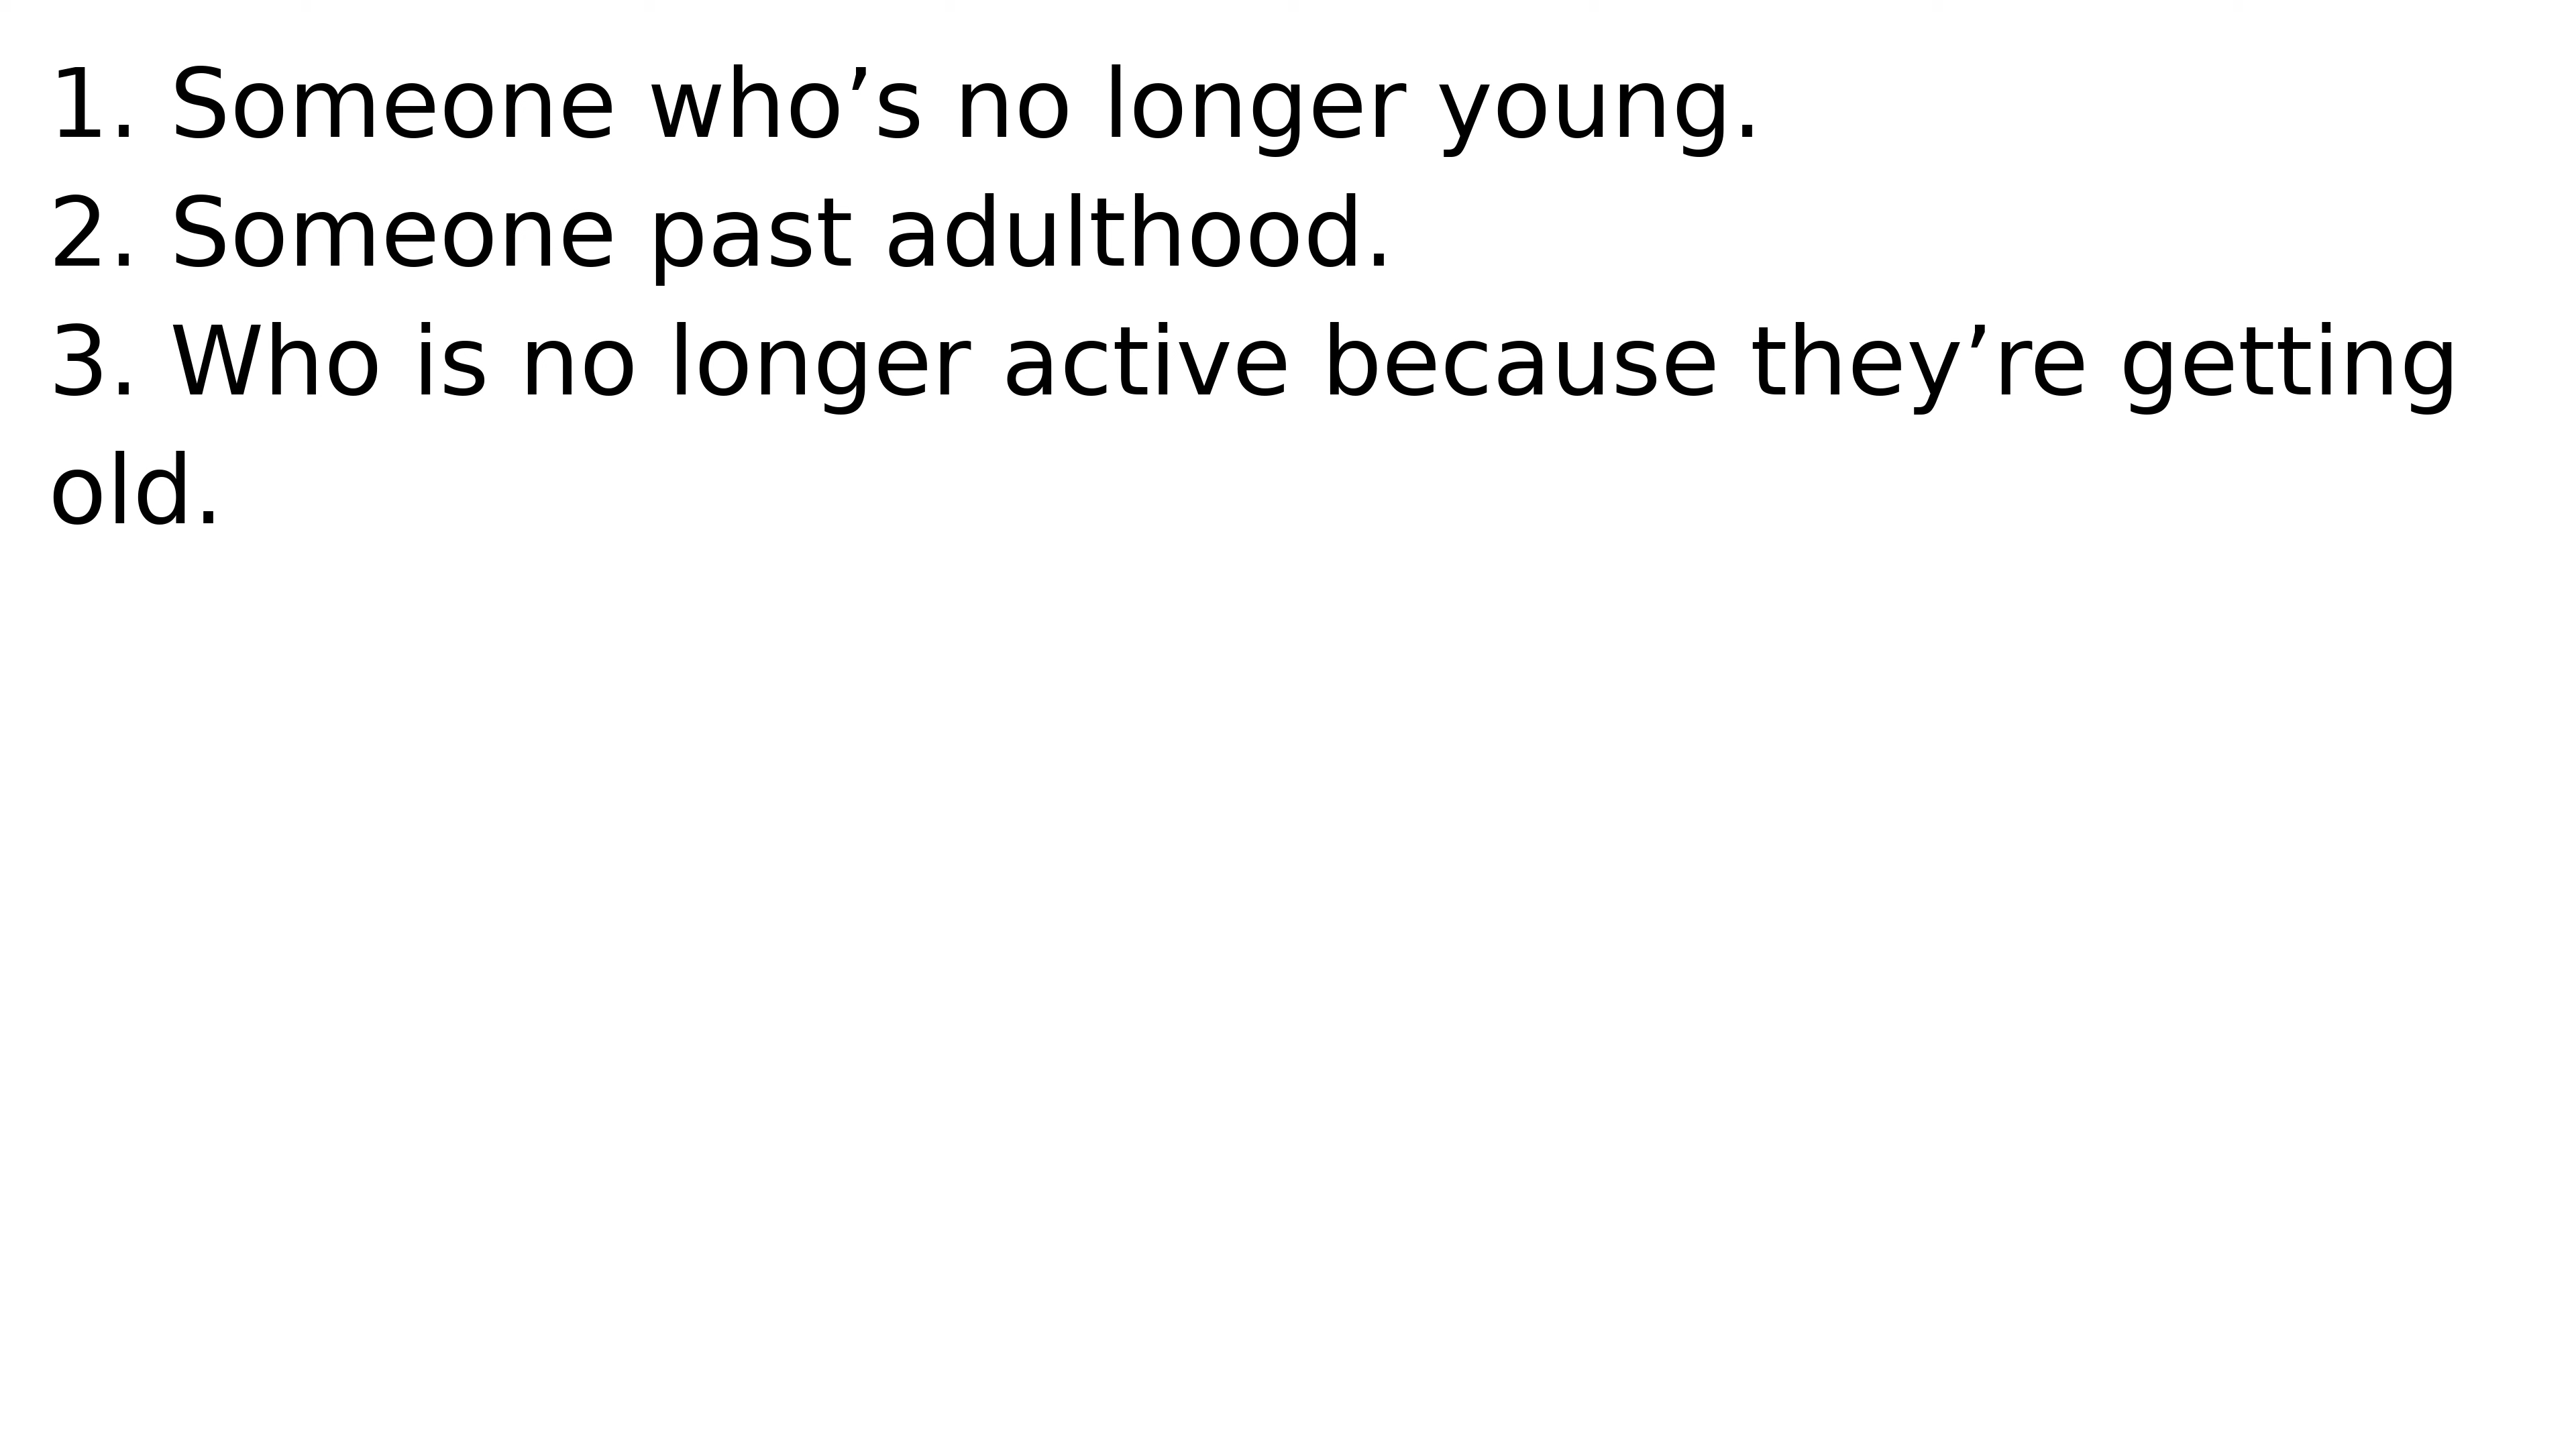 1. Someone who’s no longer young.
2. Someone past adulthood.
3. Who is no longer active because they’re getting
old.